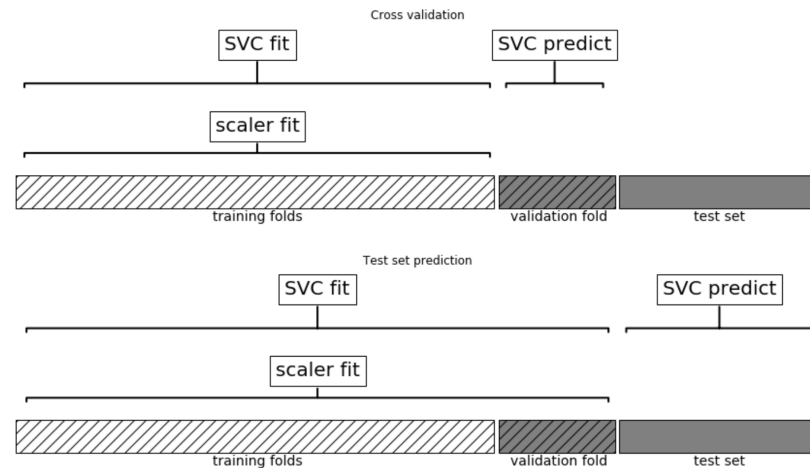 Cross validation
SVC fit
SVC predict
scaler fit
training folds
validation fold
test set
Test set prediction
SVC fit
SVC predict
scaler fit
training folds
validation fold
test set